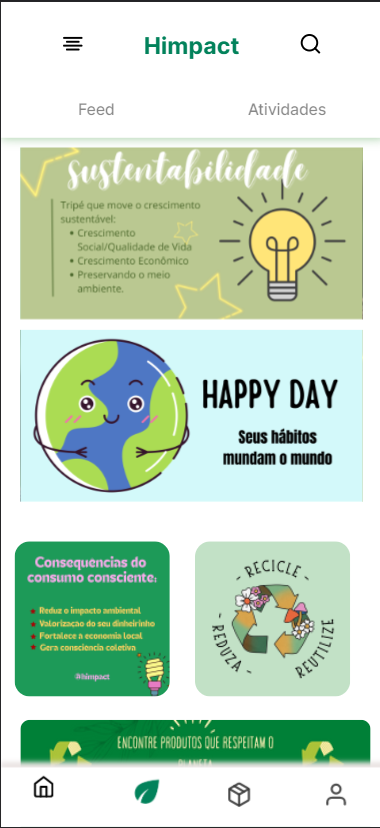 Himpact
Feed
Atividades
sustentabilidade
Tripé que move o crescimento
sustentável:
• Crescimento
Social/Qualidade de Vida
• Crescimento Econômico
• Preservando o meio
ambiente.
HAPPY DAY
Seus hábitos
mundam o mundo
Consequências do
consumo consciente:
Reduz o impacto ambiental
Valorização do seu dinheirinho
Fortalece a economia local
Gera consciencia coletiva
@himpact
- RECICLE -
- REDUZA -
REUTILIZE
ENCONTRE PRODUTOS QUE RESPEITAM O
PLANETA